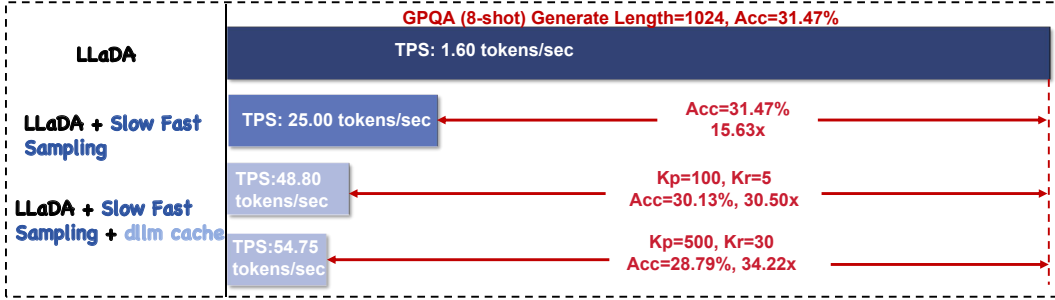 GPQA (8-shot) Generate Length=1024, Acc=31.47%
LLaDA
TPS: 1.60 tokens/sec
LLaDA + Slow Fast
Sampling
TPS: 25.00 tokens/sec
Acc=31.47%
15.63x
LLaDA + Slow Fast
Sampling + dllm cache
TPS:48.80
tokens/sec
Kp=100, Kr=5
Acc=30.13%, 30.50x
TPS:54.75
tokens/sec
Kp=500, Kr=30
Acc=28.79%, 34.22x